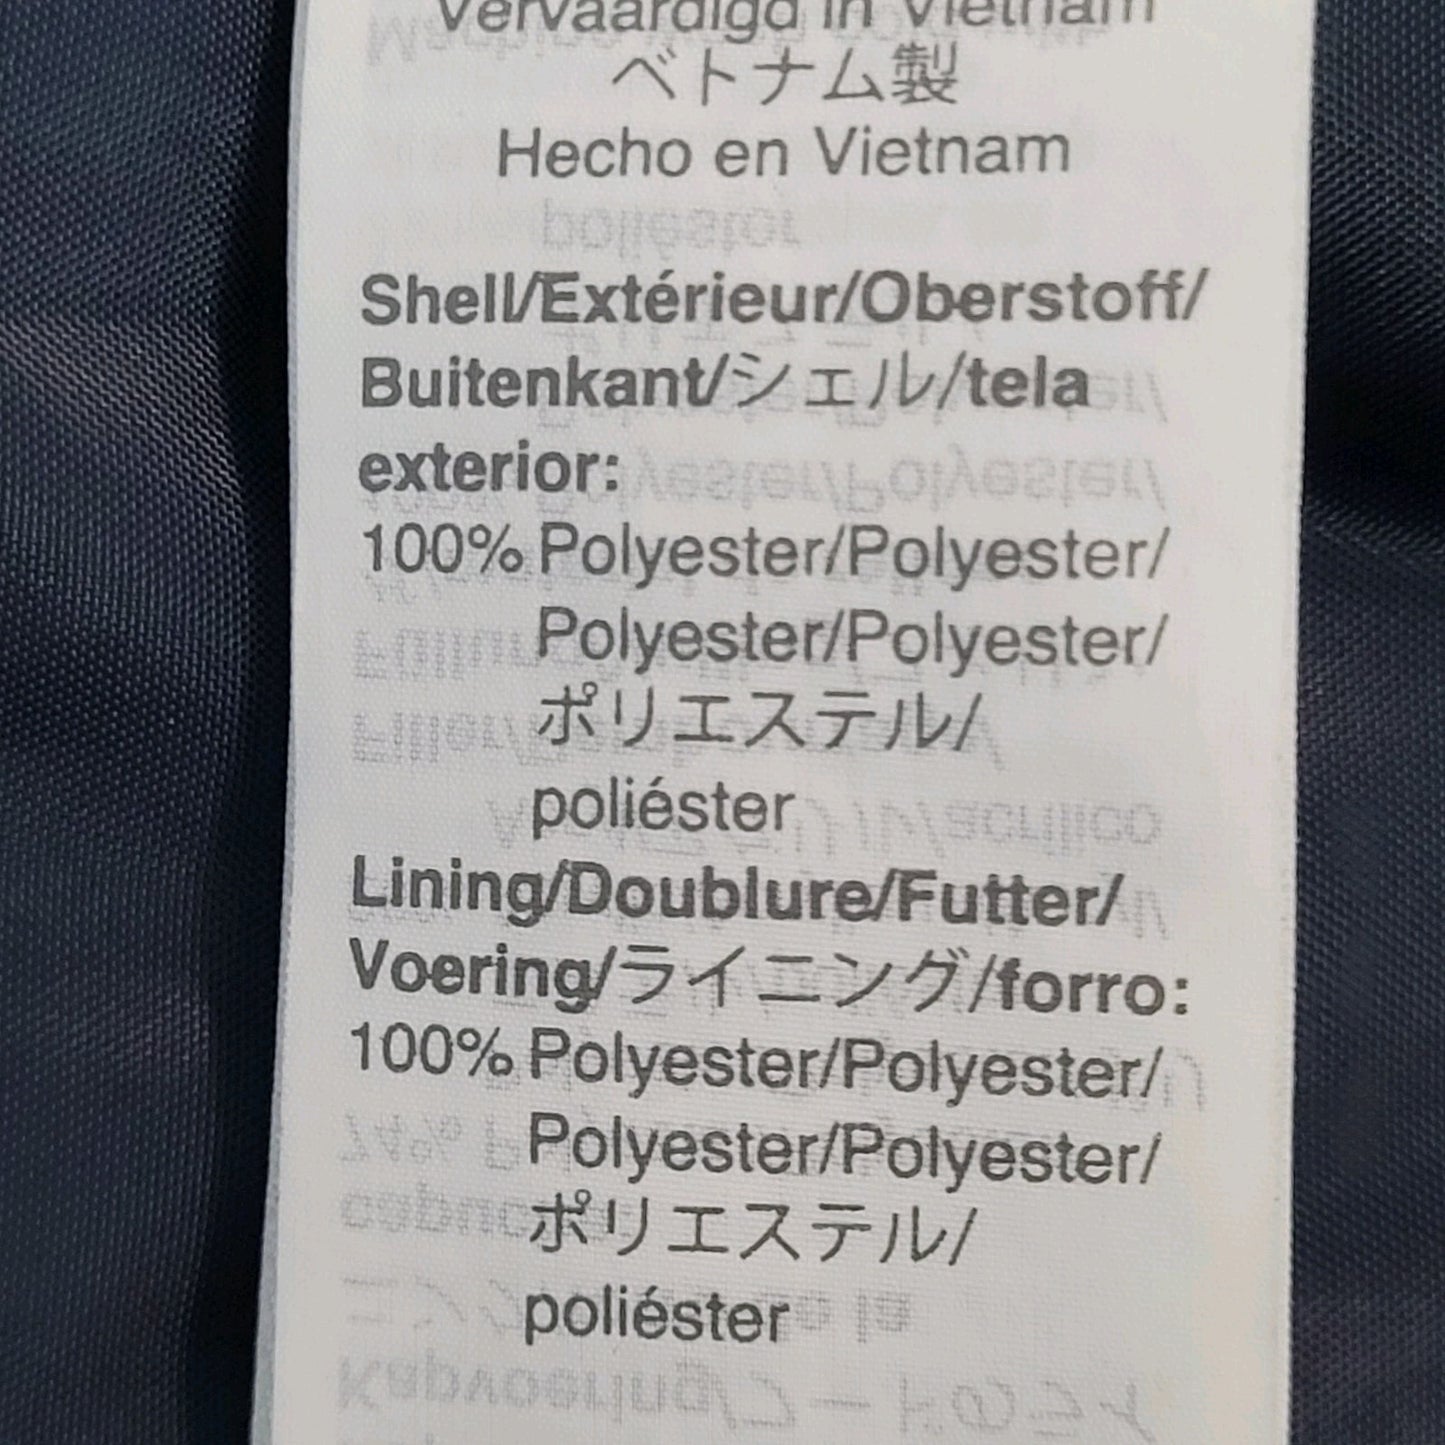 Vervaardigd in Vietnam
ベトナム製
Hecho en Vietnam
Shell/Extérieur/Oberstoff/
Buitenkant/シェル/tela
exterior:
100% Polyester/Polyester/
Polyester/Polyester/
ポリエステル/
poliéster
Lining/Doublure/Futter/
Voering/ライニング/forro:
100% Polyester/Polyester/
Polyester/Polyester/
ポリエステル/
poliéster